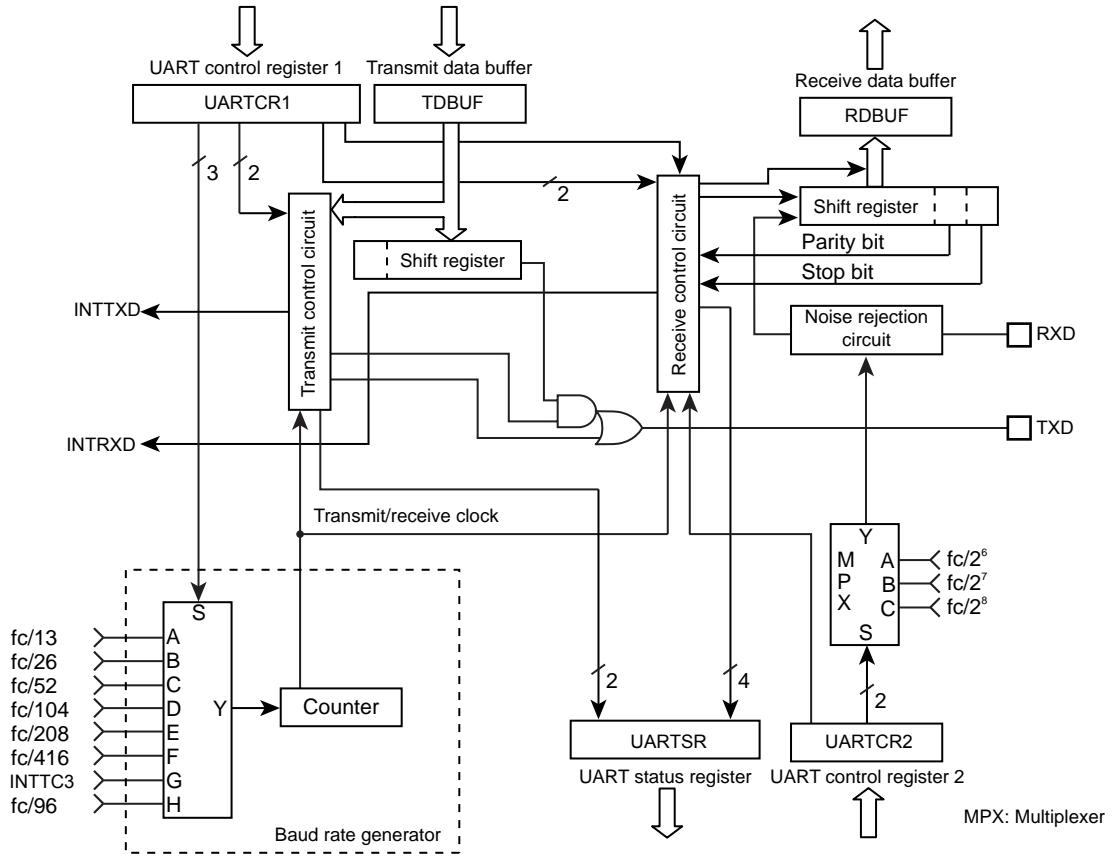 UART control register 1
Transmit data buffer
Receive data buffer
UARTCR1
TDBUF
RDBUF
3
2
2
Shift register
Parity bit
Stop bit
Transmit control circuit
Shift register
Receive control circuit
INTTXD
Noise rejection
circuit
RXD
INTRXD
TXD
Transmit/receive clock
Y
M
P
X
A
B
C
S
fc/2⁶
fc/2⁷
fc/2⁸
S
fc/13
fc/26
fc/52
fc/104
fc/208
fc/416
INTTC3
fc/96
A
B
C
D
E
F
G
H
Y
Counter
2
4
2
UARTSR
UARTCR2
UART status register
UART control register 2
Baud rate generator
MPX: Multiplexer